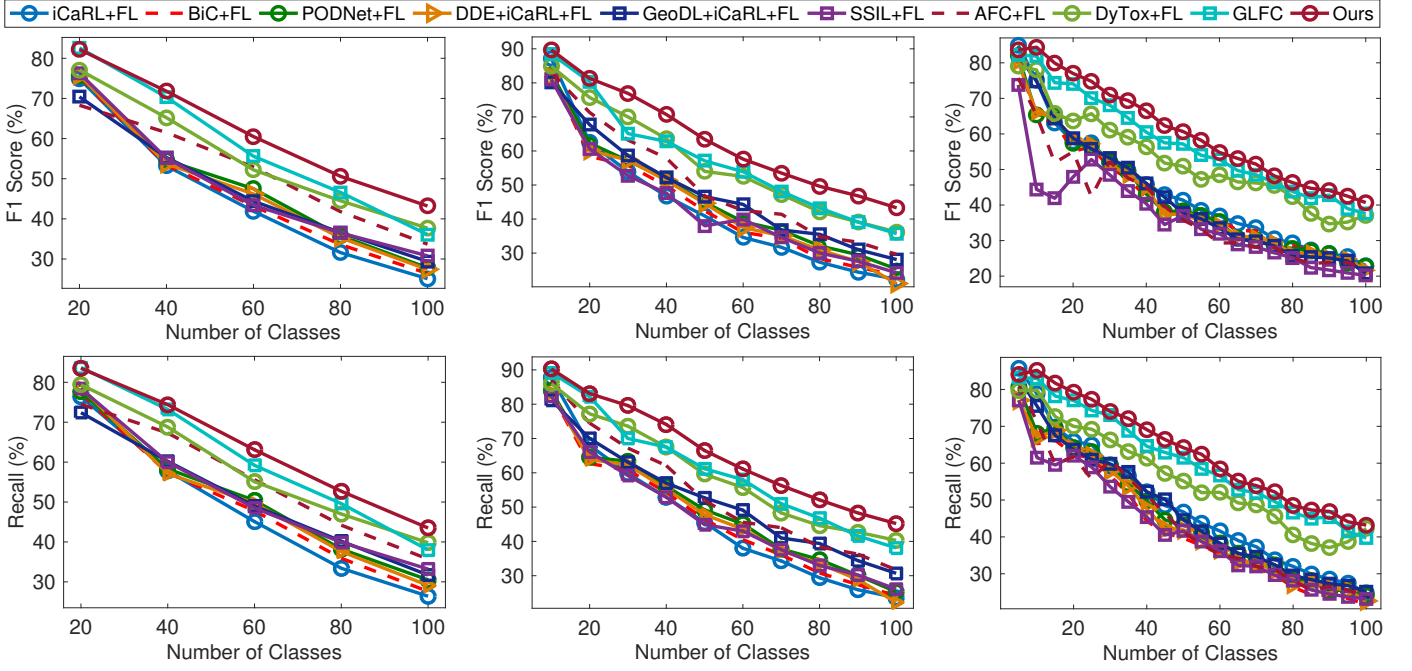 iCaRL+FL BiC+FL PODNet+FL DDE+iCaRL+FL GeoDL+iCaRL+FL SSIL+FL AFC+FL DyTox+FL GLFC Ours
F1 Score (%)
80
70
60
50
40
30
20 40 60 80 100
Number of Classes
F1 Score (%)
90
80
70
60
50
40
30
20 40 60 80 100
Number of Classes
F1 Score (%)
80
70
60
50
40
30
20
20 40 60 80 100
Number of Classes
Recall (%)
80
70
60
50
40
30
20 40 60 80 100
Number of Classes
Recall (%)
90
80
70
60
50
40
30
20 40 60 80 100
Number of Classes
Recall (%)
80
70
60
50
40
30
20 40 60 80 100
Number of Classes